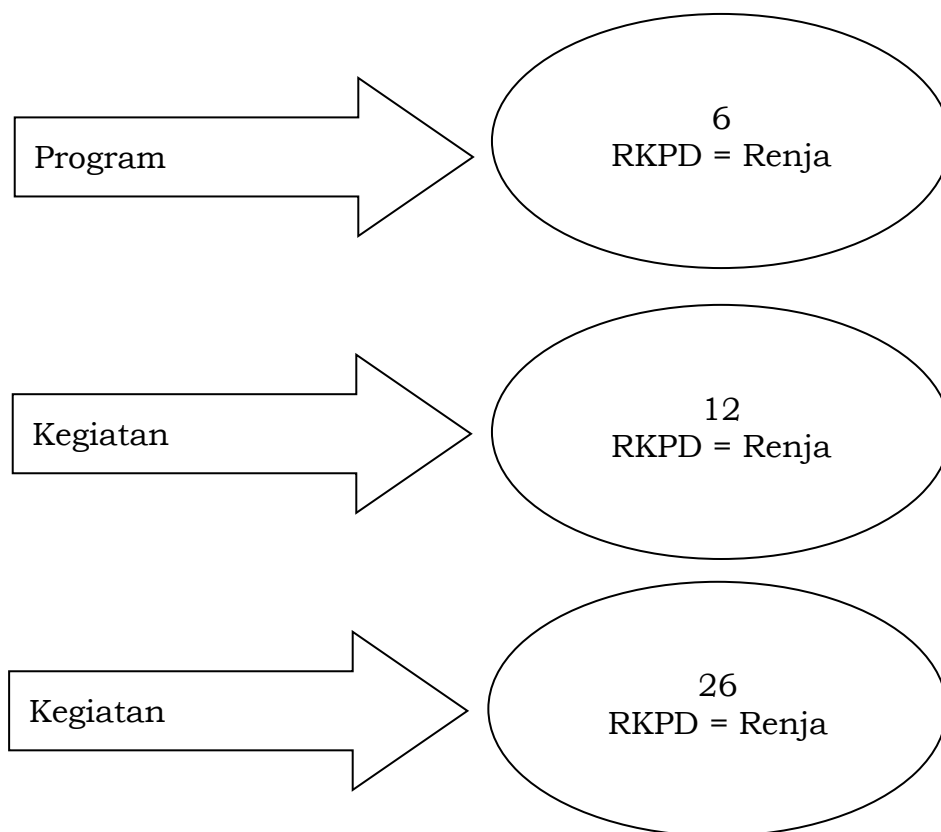 Program
6
RKPD = Renja
Kegiatan
12
RKPD = Renja
Kegiatan
26
RKPD = Renja